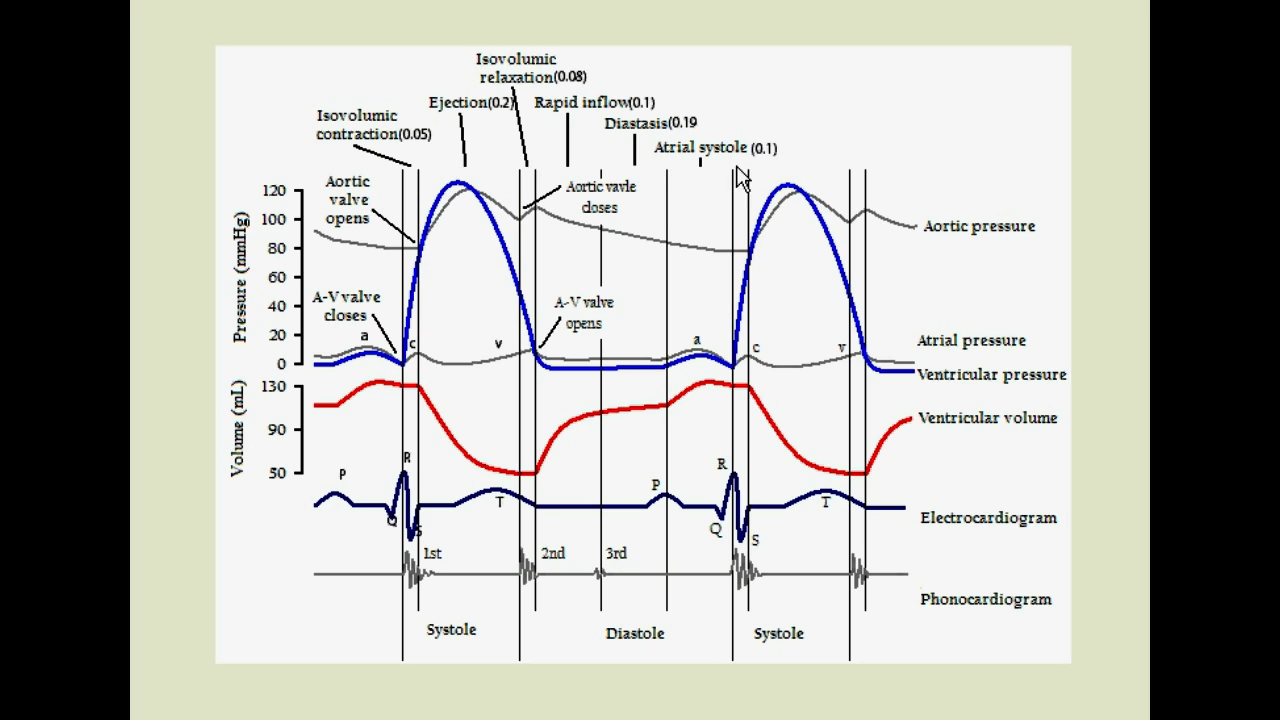 Isovolumic
relaxation(0.08)
Ejection(0.2)
Rapid inflow(0.1)
Isovolumic
contraction(0.05)
Diastasis(0.19
Atrial systole (0.1)
Aortic
valve
opens
Aortic vavle
closes
120
100
80
60
40
20
0
Pressure (mmHg)
A-V valve
closes
A-V valve
opens
a
c
v
a
c
v
Aortic pressure
Atrial pressure
Ventricular pressure
130
90
50
Volume (mL)
Ventricular volume
P
Q
R
S
T
P
Q
R
S
T
Electrocardiogram
1st
2nd
3rd
Phonocardiogram
Systole
Diastole
Systole